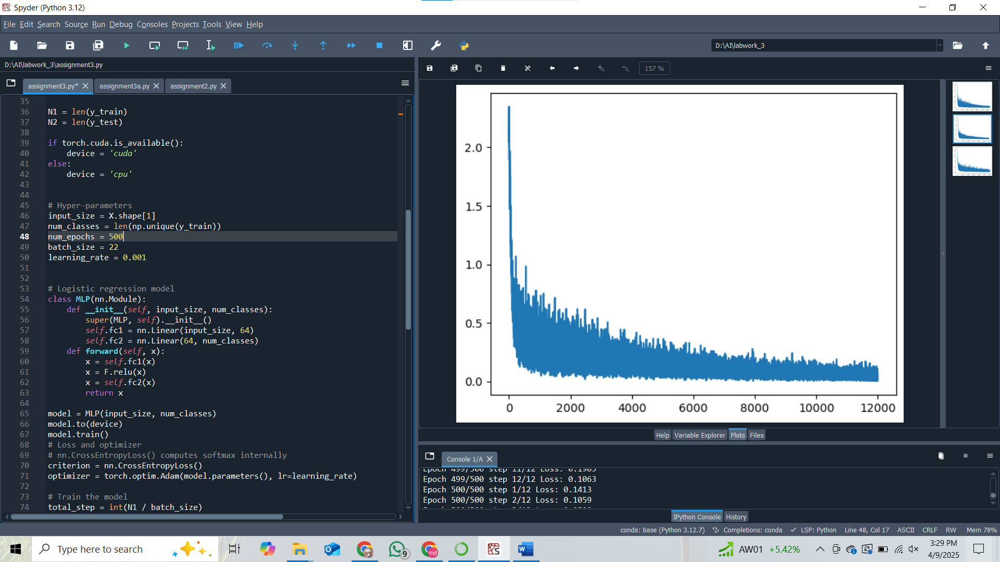 Spyder (Python 3.12)
File Edit Search Source Run Debug Consoles Projects Tools View Help
D:\AI\labwork_3
D:\AI\labwork_3\assignment3.py
assignment3.py*
assignment3a.py
assignment2.py
35
36 N1 = len(y_train)
37 N2 = len(y_test)
38
39 if torch.cuda.is_available():
40 device = 'cuda'
41 else:
42 device = 'cpu'
43
44
45 # Hyper-parameters
46 input_size = X.shape[1]
47 num_classes = len(np.unique(y_train))
48 num_epochs = 500
49 batch_size = 22
50 learning_rate = 0.001
51
52
53 # Logistic regression model
54 class MLP(nn.Module):
55 def __init__(self, input_size, num_classes):
56 super(MLP, self).__init__()
57 self.fc1 = nn.Linear(input_size, 64)
58 self.fc2 = nn.Linear(64, num_classes)
59 def forward(self, x):
60 x = self.fc1(x)
61 x = F.relu(x)
62 x = self.fc2(x)
63 return x
64
65 model = MLP(input_size, num_classes)
66 model.to(device)
67 model.train()
68 # Loss and optimizer
69 # nn.CrossEntropyLoss() computes softmax internally
70 criterion = nn.CrossEntropyLoss()
71 optimizer = torch.optim.Adam(model.parameters(), lr=learning_rate)
72
73 # Train the model
74 total_step = int(N1 / batch_size)
157 %
2.0
1.5
1.0
0.5
0.0
0 2000 4000 6000 8000 10000 12000
Help Variable Explorer Plots Files
Console 1/A
Epoch 499/500 step 11/12 Loss: 0.1905
Epoch 499/500 step 12/12 Loss: 0.1063
Epoch 500/500 step 1/12 Loss: 0.1413
Epoch 500/500 step 2/12 Loss: 0.1059
IPython Console History
conda: base (Python 3.12.7) Completions: conda LSP: Python Line 48, Col 17 ASCII CRLF RW Mem 78%
Type here to search
9
md
AW01 +5.42%
3:29 PM
4/9/2025